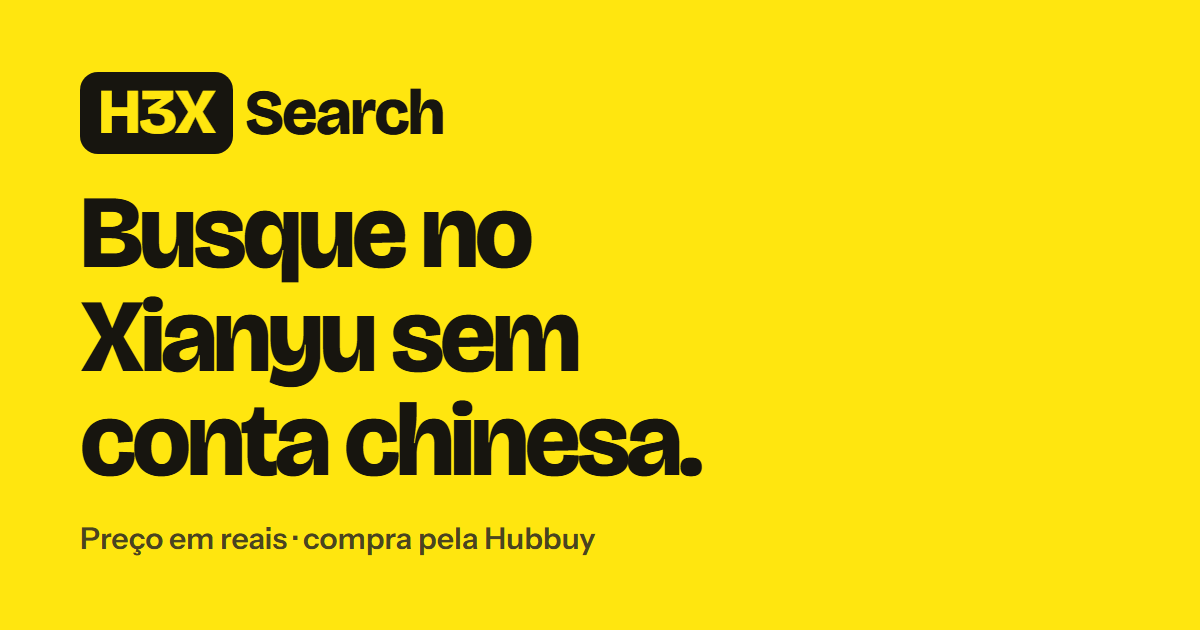 H3X Search
Busque no
Xianyu sem
conta chinesa.
Preço em reais · compra pela Hubbuy